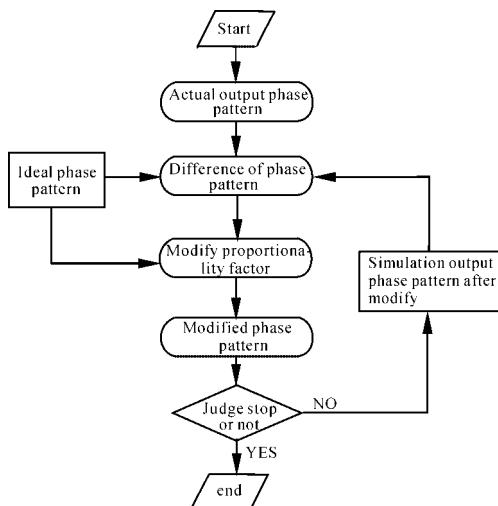 Start
Actual output phase
pattern
Ideal phase
pattern
Difference of phase
pattern
Modify proportiona-
lity factor
Simulation output
phase pattern after
modify
Modified phase
pattern
Judge stop
or not
NO
YES
end